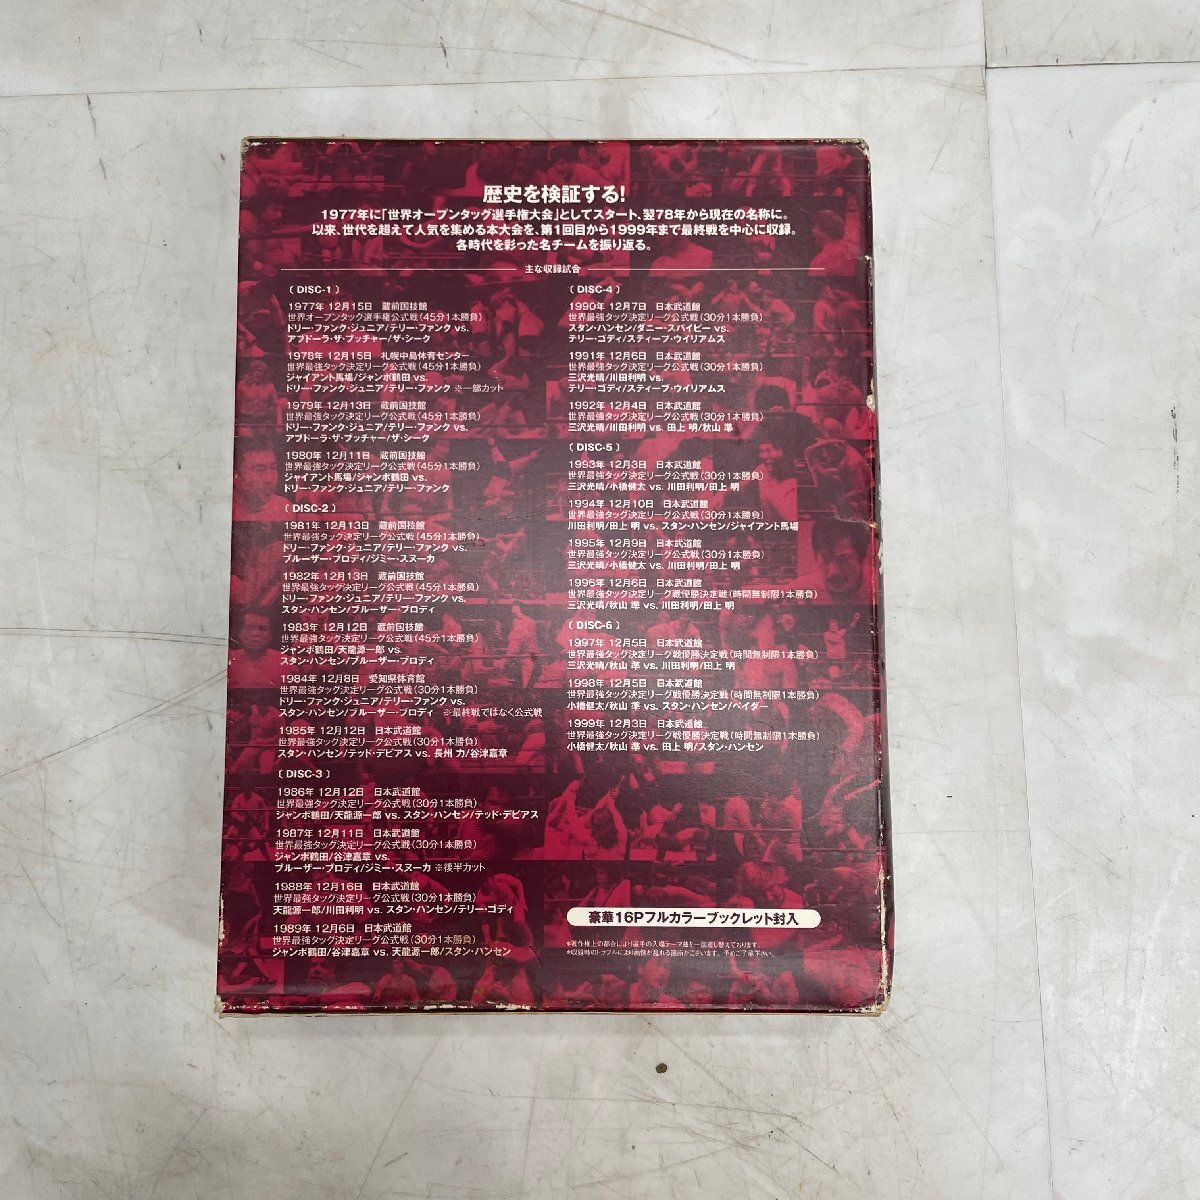 歴史を検証する!
1977年に「世界オープンタッグ選手権大会」としてスタート、翌78年から現在の名称に。
以来、世代を超えて人気を集める本大会を、第1回目から1999年まで最終戦を中心に収録。
各時代を彩った名チームを振り返る。
主な収録試合
〔 DISC-1 〕
1977年 12月15日 蔵前国技館
世界オープンタッグ選手権公式戦(45分1本勝負)
ドリー・ファンク・ジュニア/テリー・ファンク vs.
アブドーラ・ザ・ブッチャー/ザ・シーク
1978年 12月15日 札幌中島体育センター
世界最強タッグ決定リーグ公式戦(45分1本勝負)
ジャイアント馬場/ジャンボ鶴田 vs.
ドリー・ファンク・ジュニア/テリー・ファンク ※一部カット
1979年 12月13日 蔵前国技館
世界最強タッグ決定リーグ公式戦(45分1本勝負)
ドリー・ファンク・ジュニア/テリー・ファンク vs.
アブドーラ・ザ・ブッチャー/ザ・シーク
1980年 12月11日 蔵前国技館
世界最強タッグ決定リーグ公式戦(45分1本勝負)
ジャイアント馬場/ジャンボ鶴田 vs.
ドリー・ファンク・ジュニア/テリー・ファンク
〔 DISC-2 〕
1981年 12月13日 蔵前国技館
世界最強タッグ決定リーグ公式戦(45分1本勝負)
ドリー・ファンク・ジュニア/テリー・ファンク vs.
ブルーザー・ブロディ/ジミー・スヌーカ
1982年 12月13日 蔵前国技館
世界最強タッグ決定リーグ公式戦(45分1本勝負)
ドリー・ファンク・ジュニア/テリー・ファンク vs.
スタン・ハンセン/ブルーザー・ブロディ
1983年 12月12日 蔵前国技館
世界最強タッグ決定リーグ公式戦(45分1本勝負)
ジャンボ鶴田/天龍源一郎 vs.
スタン・ハンセン/ブルーザー・ブロディ
1984年 12月8日 愛知県体育館
世界最強タッグ決定リーグ公式戦(30分1本勝負)
ドリー・ファンク・ジュニア/テリー・ファンク vs.
スタン・ハンセン/ブルーザー・ブロディ ※最終戦ではなく公式戦
1985年 12月12日 日本武道館
世界最強タッグ決定リーグ公式戦(30分1本勝負)
スタン・ハンセン/テッド・デビアス vs. 長州 力/谷津嘉章
〔 DISC-3 〕
1986年 12月12日 日本武道館
世界最強タッグ決定リーグ公式戦(30分1本勝負)
ジャンボ鶴田/天龍源一郎 vs. スタン・ハンセン/テッド・デビアス
1987年 12月11日 日本武道館
世界最強タッグ決定リーグ公式戦(30分1本勝負)
ジャンボ鶴田/谷津嘉章 vs.
ブルーザー・ブロディ/ジミー・スヌーカ ※後半カット
1988年 12月16日 日本武道館
世界最強タッグ決定リーグ公式戦(30分1本勝負)
天龍源一郎/川田利明 vs. スタン・ハンセン/テリー・ゴディ
1989年 12月6日 日本武道館
世界最強タッグ決定リーグ公式戦(30分1本勝負)
ジャンボ鶴田/谷津嘉章 vs. 天龍源一郎/スタン・ハンセン
〔 DISC-4 〕
1990年 12月7日 日本武道館
世界最強タッグ決定リーグ公式戦(30分1本勝負)
スタン・ハンセン/ダニー・スパイビー vs.
テリー・ゴディ/スティーブ・ウイリアムス
1991年 12月6日 日本武道館
世界最強タッグ決定リーグ公式戦(30分1本勝負)
三沢光晴/川田利明 vs.
テリー・ゴディ/スティーブ・ウイリアムス
1992年 12月4日 日本武道館
世界最強タッグ決定リーグ公式戦(30分1本勝負)
三沢光晴/川田利明 vs. 田上 明/秋山 準
〔 DISC-5 〕
1993年 12月3日 日本武道館
世界最強タッグ決定リーグ公式戦(30分1本勝負)
三沢光晴/小橋健太 vs. 川田利明/田上 明
1994年 12月10日 日本武道館
世界最強タッグ決定リーグ公式戦(30分1本勝負)
川田利明/田上 明 vs. スタン・ハンセン/ジャイアント馬場
1995年 12月9日 日本武道館
世界最強タッグ決定リーグ公式戦(30分1本勝負)
三沢光晴/小橋健太 vs. 川田利明/田上 明
1996年 12月6日 日本武道館
世界最強タッグ決定リーグ戦優勝決定戦(時間無制限1本勝負)
三沢光晴/秋山 準 vs. 川田利明/田上 明
〔 DISC-6 〕
1997年 12月5日 日本武道館
世界最強タッグ決定リーグ戦優勝決定戦(時間無制限1本勝負)
三沢光晴/秋山 準 vs. 川田利明/田上 明
1998年 12月5日 日本武道館
世界最強タッグ決定リーグ戦優勝決定戦(時間無制限1本勝負)
小橋健太/秋山 準 vs. スタン・ハンセン/ベイダー
1999年 12月3日 日本武道館
世界最強タッグ決定リーグ戦優勝決定戦(時間無制限1本勝負)
小橋健太/秋山 準 vs. 田上 明/スタン・ハンセン
豪華16Pフルカラーブックレット封入
※著作権上の都合により選手の入場テーマ曲を一部差し替えております。
※収録時のトラブルにより画像が乱れる箇所がございます。予めご了承下さい。